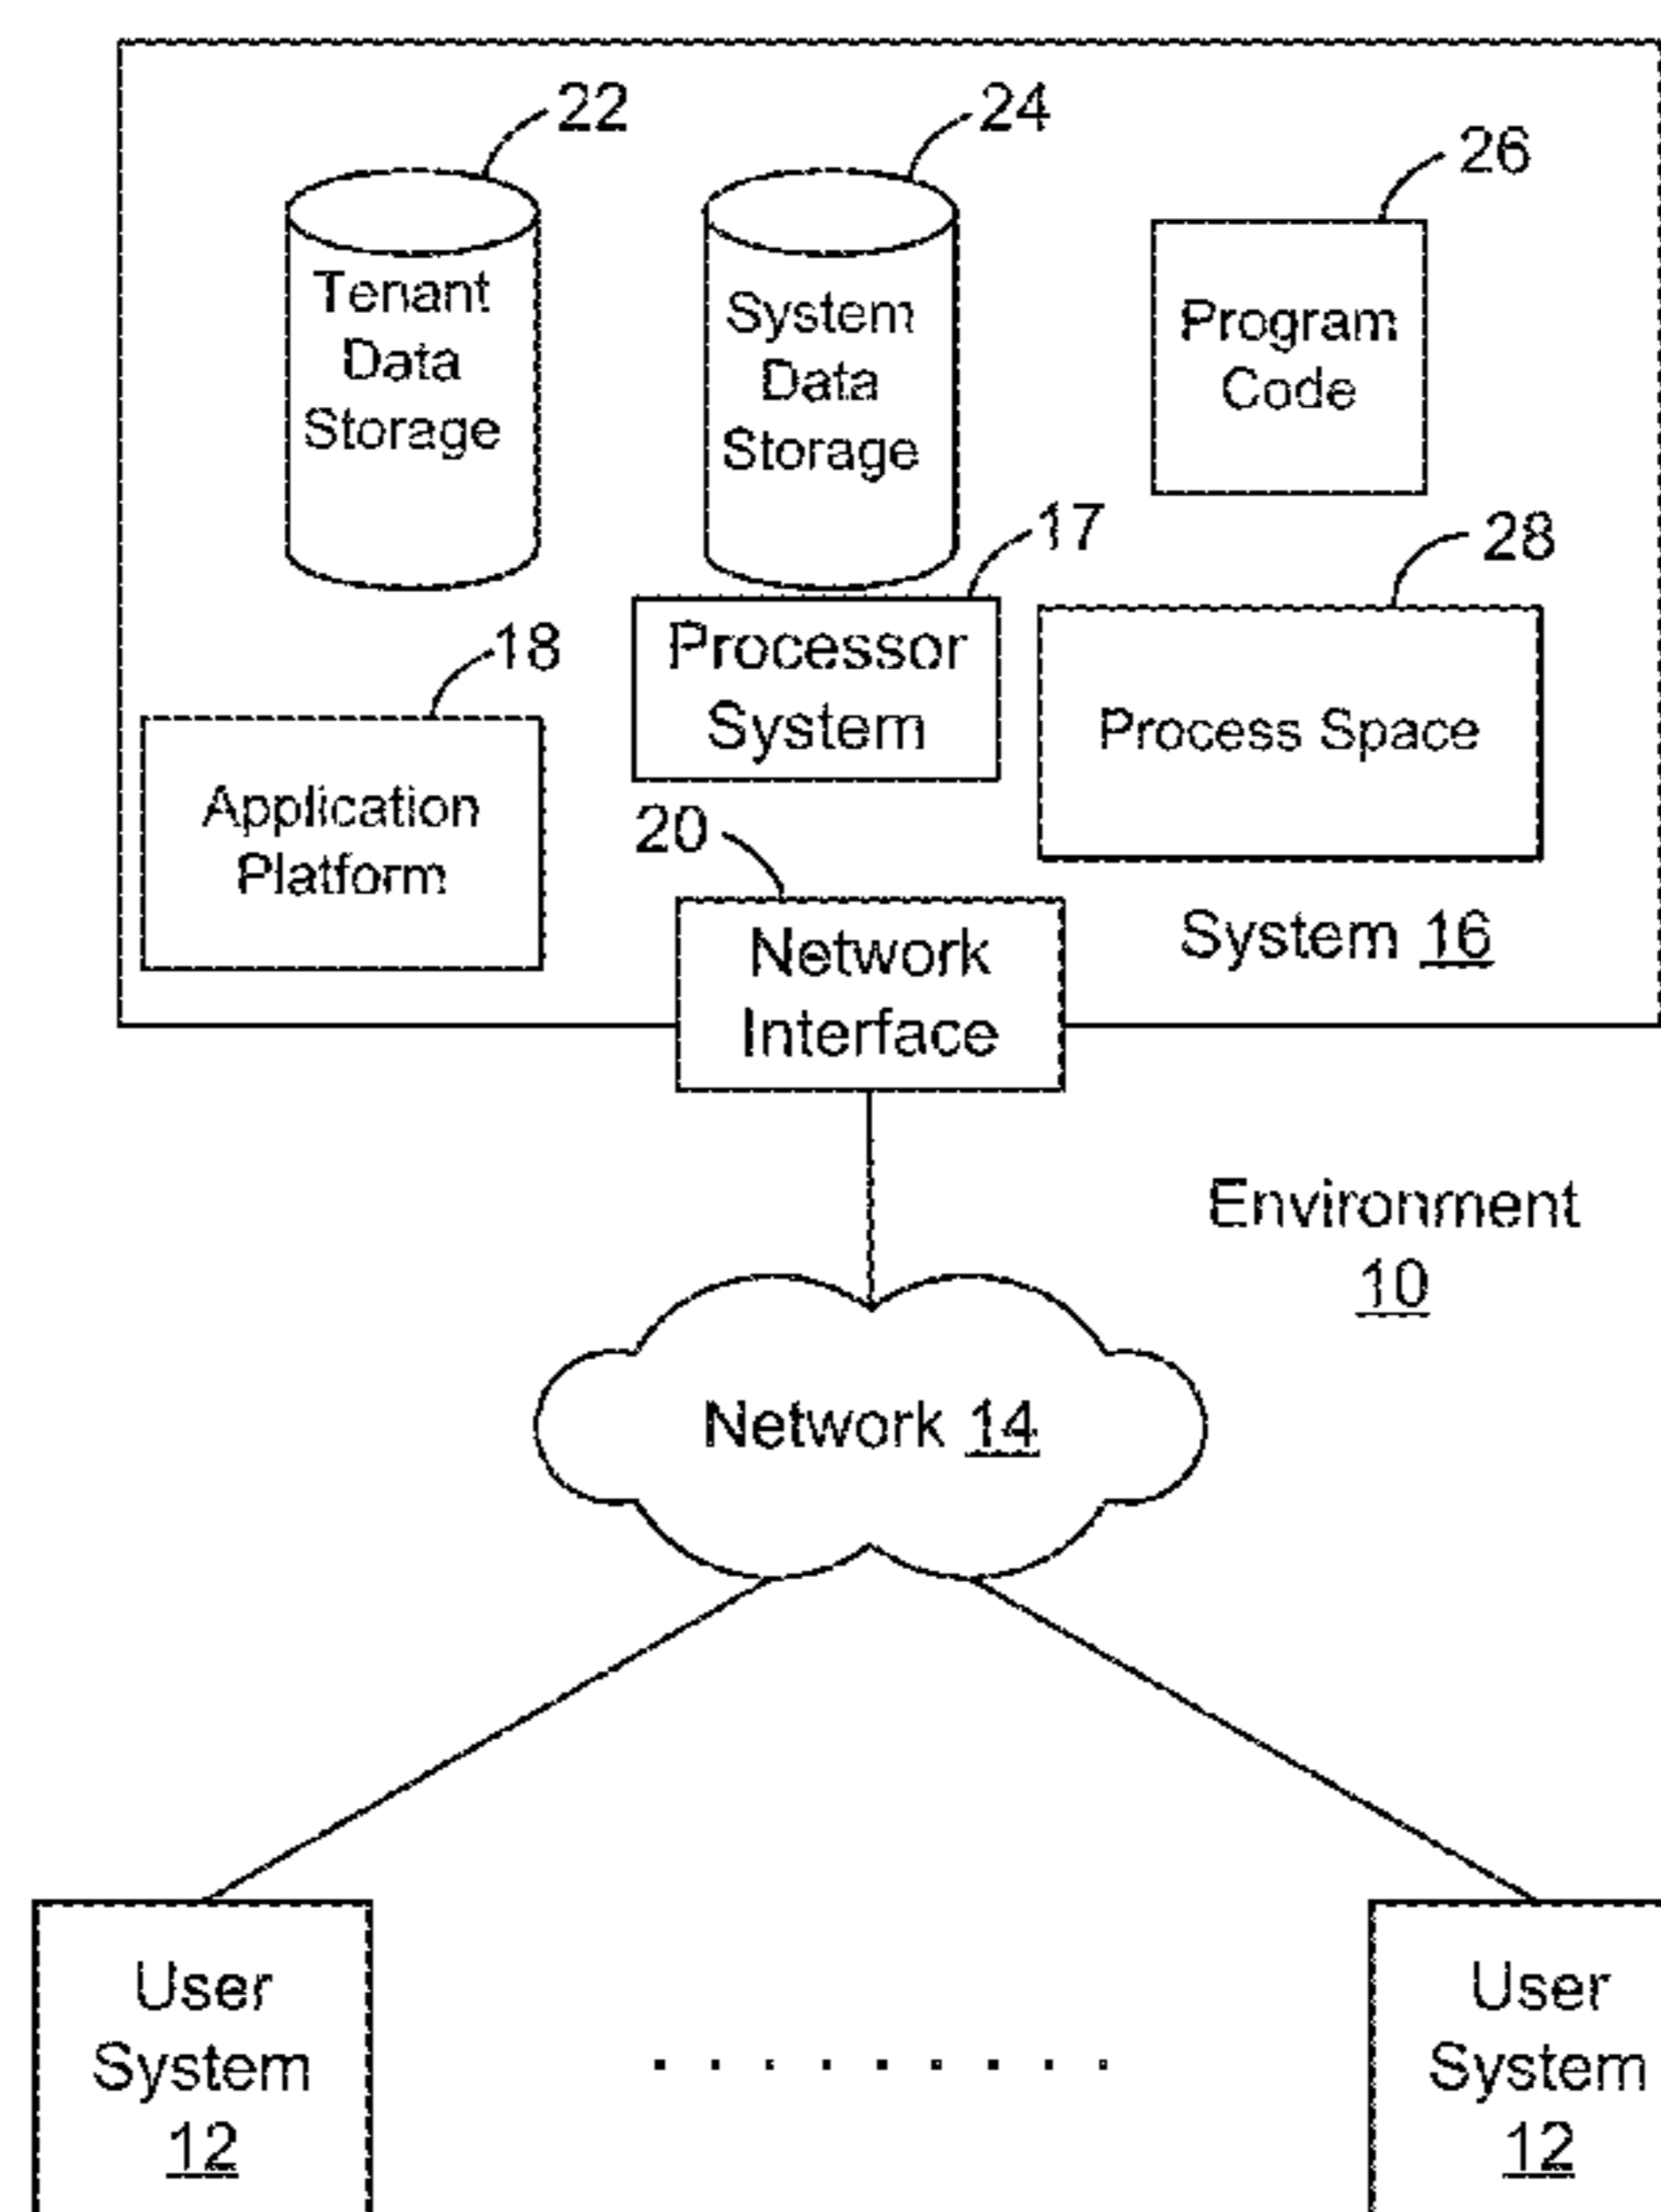 22
24
26
Tenant
Data
Storage
System
Data
Storage
Program
Code
17
28
18
Processor
System
Process Space
Application
Platform
20
Network
Interface
System 16
Environment
10
Network 14
User
System
12
User
System
12